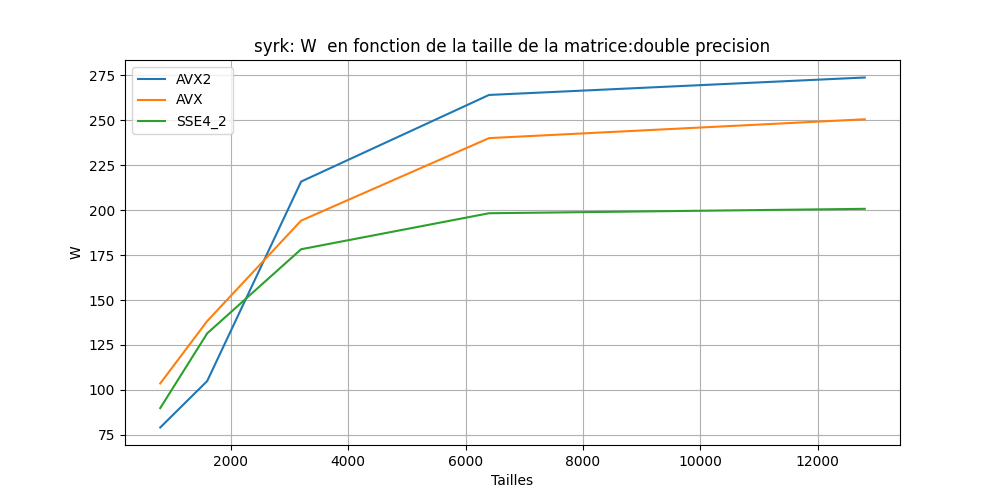 syrk: W  en fonction de la taille de la matrice:double precision
AVX2
AVX
SSE4_2
275
250
225
200
175
150
125
100
75
W
2000 4000 6000 8000 10000 12000
Tailles